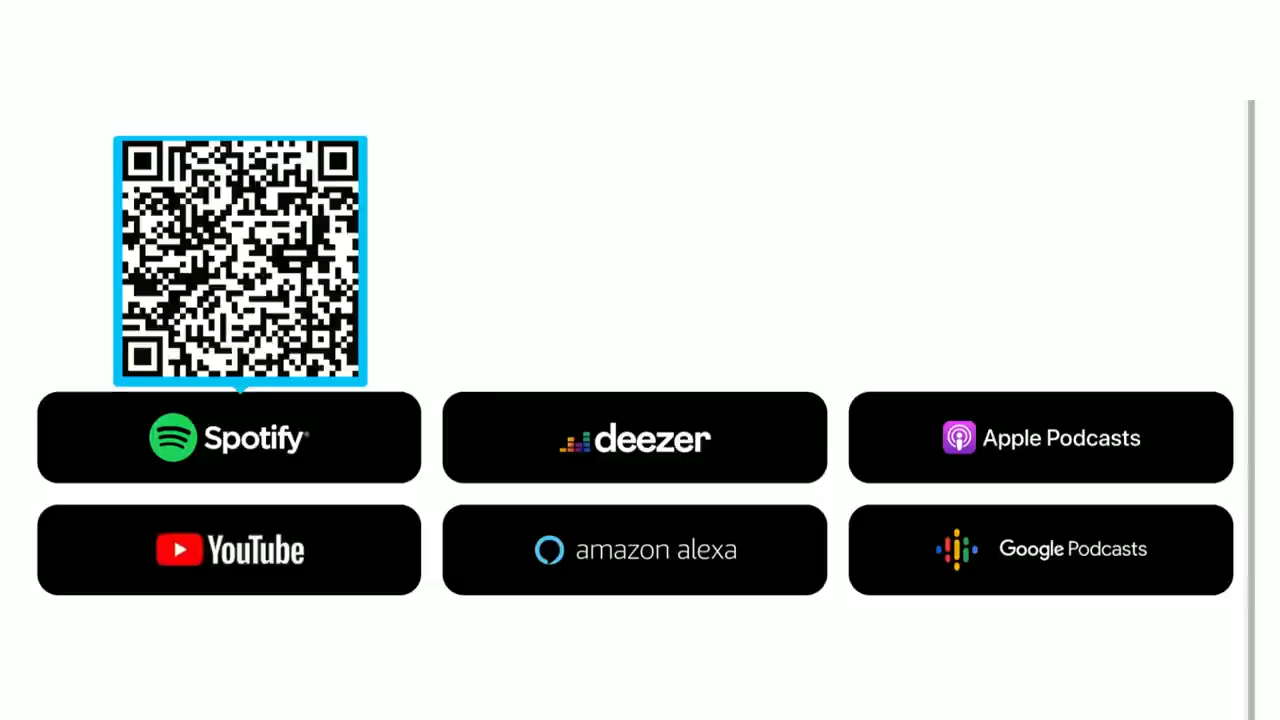 Spotify®
deezer
Apple Podcasts
YouTube
amazon alexa
Google Podcasts